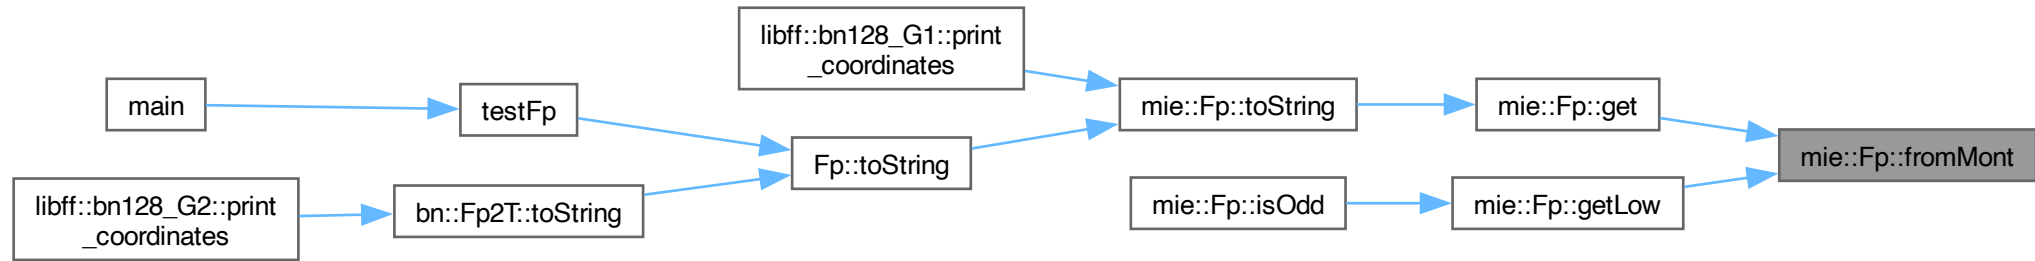 libff::bn128_G1::print
_coordinates
main
testFp
mie::Fp::toString
mie::Fp::get
Fp::toString
mie::Fp::fromMont
libff::bn128_G2::print
_coordinates
bn::Fp2T::toString
mie::Fp::isOdd
mie::Fp::getLow